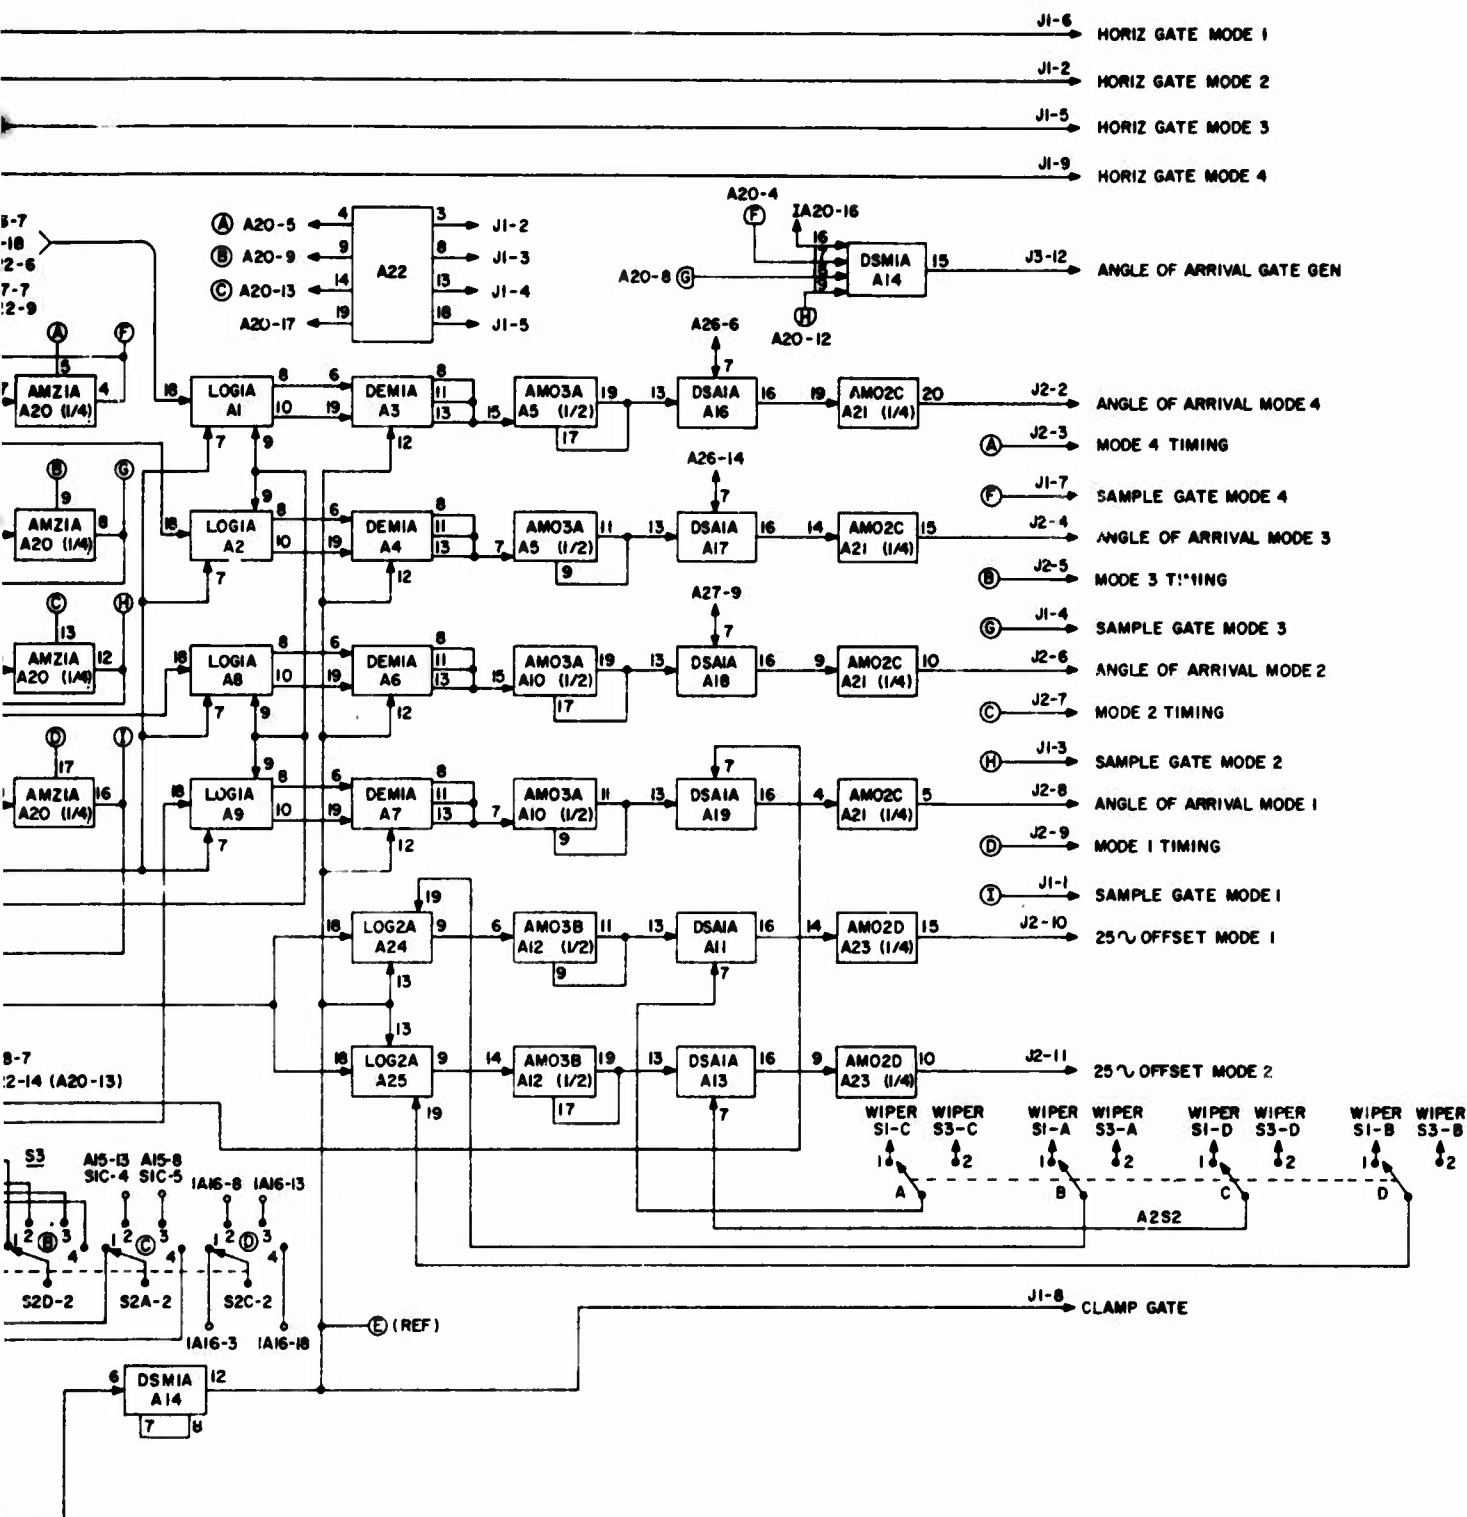 J1-6
HORIZ GATE MODE 1
J1-2
HORIZ GATE MODE 2
J1-5
HORIZ GATE MODE 3
J1-9
HORIZ GATE MODE 4
A20-4
F
1A20-16
-7
-18
2-6
7-7
2-9
A A20-5 4 3 J1-2
B A20-9 9 8 J1-3
A22
C A20-13 14 13 J1-4
A20-17 19 18 J1-5
16
A20-8 G
DSM1A
A14
15
J3-12
ANGLE OF ARRIVAL GATE GEN
H
A20-12
A F
5
AMZ1A
A20 (1/4)
4
18
LOG1A
A1
8
10
7
9
6
19
DEM1A
A3
8
11
13
12
15
AMO3A
A5 (1/2)
19
17
13
A26-6
7
DSA1A
A16
16
19
AMO2C
A21 (1/4)
20
J2-2
ANGLE OF ARRIVAL MODE 4
A
J2-3
MODE 4 TIMING
B G
9
AMZ1A
A20 (1/4)
8
18
LOG1A
A2
9
8
10
7
6
19
DEM1A
A4
8
11
13
12
7
AMO3A
A5 (1/2)
11
9
13
A26-14
7
DSA1A
A17
16
14
AMO2C
A21 (1/4)
15
F
J1-7
SAMPLE GATE MODE 4
J2-4
ANGLE OF ARRIVAL MODE 3
B
J2-5
MODE 3 TIMING
C H
13
AMZ1A
A20 (1/4)
12
18
LOG1A
A8
8
10
7
9
6
19
DEM1A
A6
8
11
13
12
15
AMO3A
A10 (1/2)
19
17
13
A27-9
7
DSA1A
A18
16
9
AMO2C
A21 (1/4)
10
G
J1-4
SAMPLE GATE MODE 3
J2-6
ANGLE OF ARRIVAL MODE 2
C
J2-7
MODE 2 TIMING
D I
17
AMZ1A
A20 (1/4)
16
18
LOG1A
A9
9
8
10
7
6
19
DEM1A
A7
8
11
13
12
7
AMO3A
A10 (1/2)
11
9
13
7
DSA1A
A19
16
4
AMO2C
A21 (1/4)
5
H
J1-3
SAMPLE GATE MODE 2
J2-8
ANGLE OF ARRIVAL MODE 1
D
J2-9
MODE 1 TIMING
I
J1-1
SAMPLE GATE MODE 1
19
18
LOG2A
A24
9
13
6
AMO3B
A12 (1/2)
11
9
13
DSA1A
A11
16
7
14
AMO2D
A23 (1/4)
15
J2-10
25∿OFFSET MODE 1
13
18
LOG2A
A25
9
19
14
AMO3B
A12 (1/2)
19
17
13
DSA1A
A13
16
7
9
AMO2D
A23 (1/4)
10
J2-11
25∿OFFSET MODE 2
8-7
2-14 (A20-13)
WIPER WIPER WIPER WIPER WIPER WIPER WIPER WIPER
S1-C S3-C S1-A S3-A S1-D S3-D S1-B S3-B
1 2 1 2 1 2 1 2
A B C D
A2S2
S3
A15-13 A15-8
S1C-4 S1C-5
1A16-8 1A16-13
1 2 B 3 4
1 2 C 3 4
1 2 D 3 4
S2D-2 S2A-2 S2C-2
1A16-3 1A16-18
E (REF)
J1-8
CLAMP GATE
6
DSM1A
A14
12
7 8